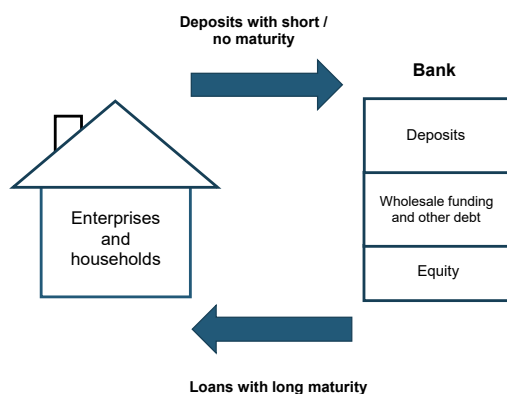 Deposits with short /
no maturity
Bank
Deposits
Enterprises
and
households
Wholesale funding
and other debt
Equity
Loans with long maturity